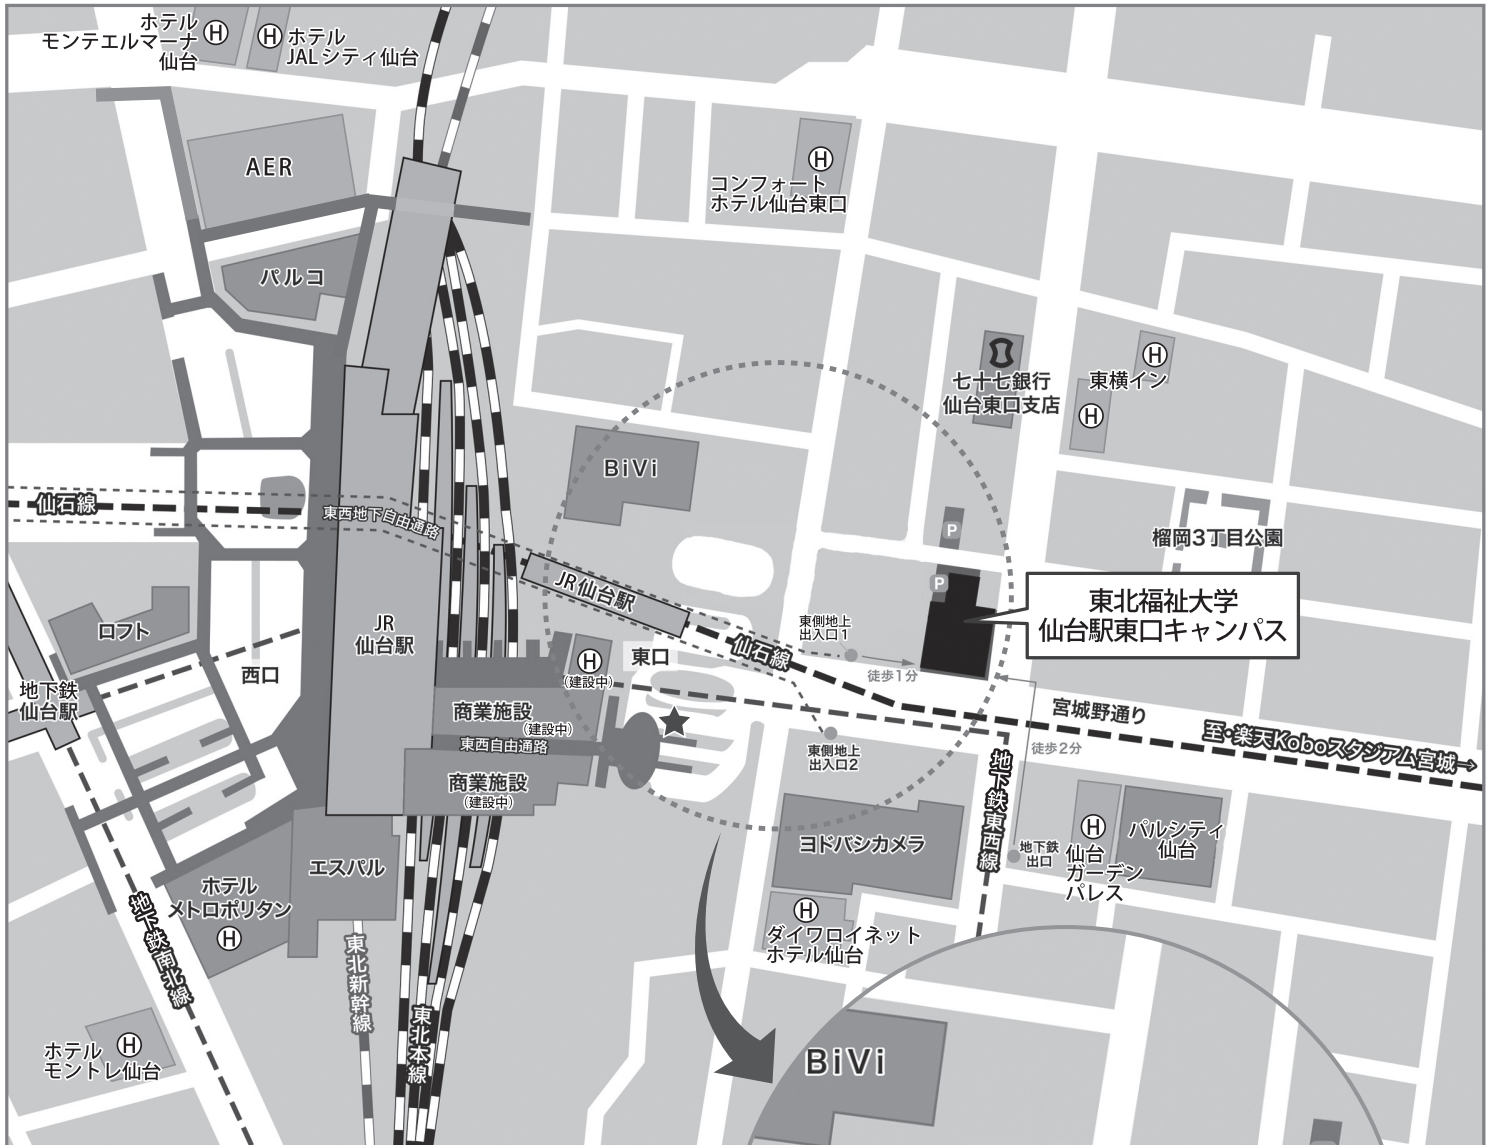 ホテル
モンテエルマーナ
仙台
H
H
ホテル
JALシティ仙台
AER
H
コンフォート
ホテル仙台東口
パルコ
七十七銀行
仙台東口支店
H
東横イン
H
BiVi
仙石線
東西地下自由通路
P
P
榴岡3丁目公園
JR仙台駅
東北福祉大学
仙台駅東口キャンパス
ロフト
JR
仙台駅
東側地上
出入口1
仙石線
東口
H
(建設中)
徒歩1分
西口
地下鉄
仙台駅
商業施設
(建設中)
東西自由通路
商業施設
(建設中)
宮城野通り
徒歩2分
至・楽天Koboスタジアム宮城→
東側地上
出入口2
地下鉄東西線
ヨドバシカメラ
地下鉄
出口
H
仙台
ガーデン
パレス
パルシティ
仙台
エスパル
ホテル
メトロポリタン
H
H
ダイワロイネット
ホテル仙台
地下鉄南北線
東北新幹線
東北本線
ホテル
モントレ仙台
H
BiVi